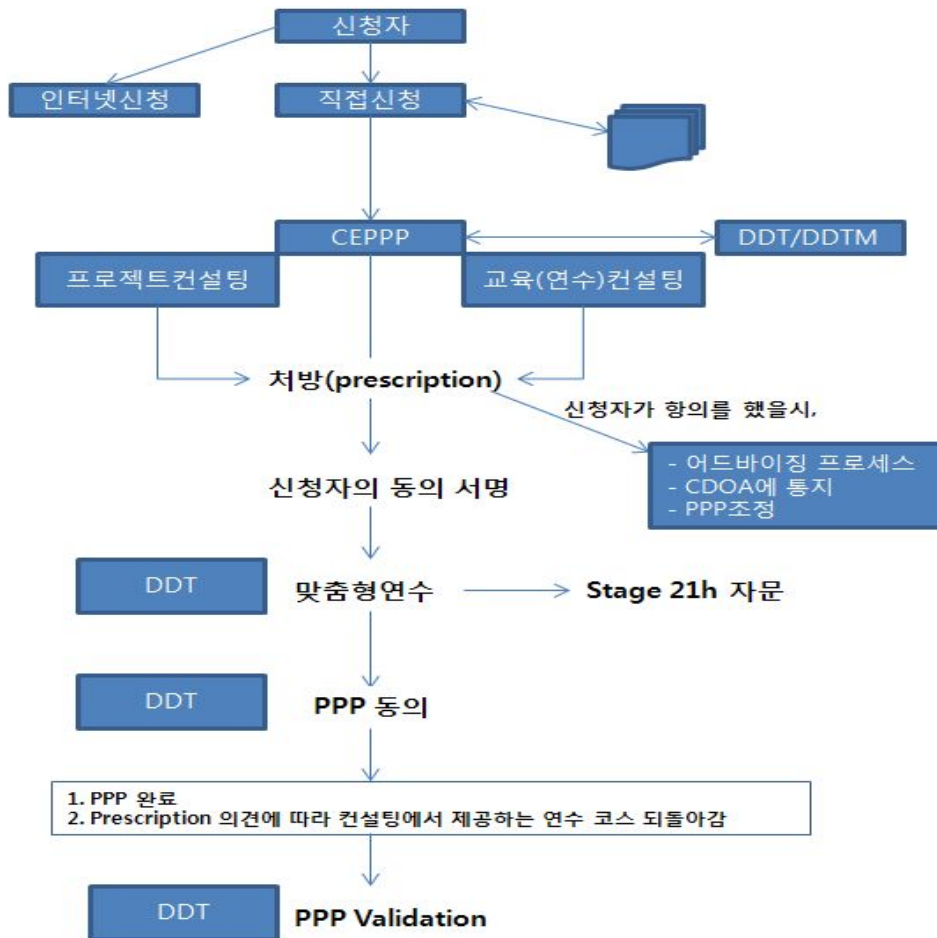 신청자
인터넷신청
직접신청
CEPPP
DDT/DDTM
프로젝트컨설팅
교육(연수)컨설팅
처방(prescription)
신청자가 항의를 했을시,
- 어드바이징 프로세스
- CDOA에 통지
- PPP조정
신청자의 동의 서명
DDT
맞춤형연수
Stage 21h 자문
DDT
PPP 동의
1. PPP 완료
2. Prescription 의견에 따라 컨설팅에서 제공하는 연수 코스 되돌아감
DDT
PPP Validation